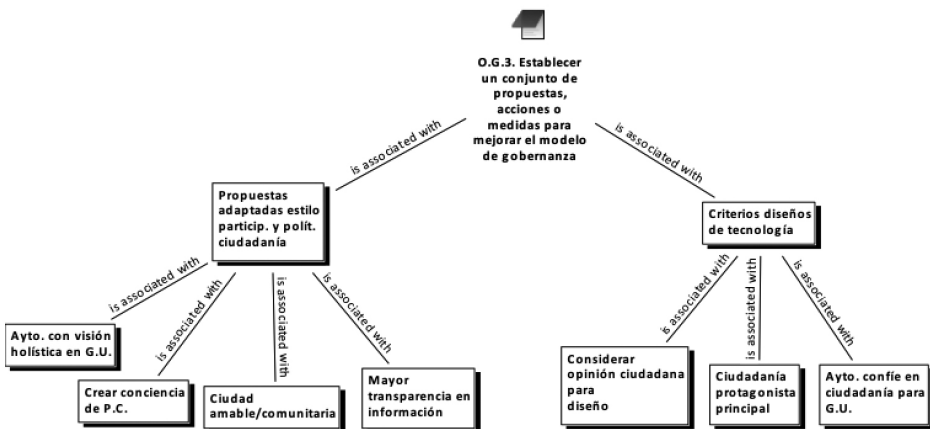 O.G.3. Establecer
un conjunto de
propuestas,
acciones o
medidas para
mejorar el modelo
de gobernanza
is associated with
is associated with
Propuestas
adaptadas estilo
particip. y polít.
ciudadanía
Criterios diseños
de tecnología
is associated with
is associated with
is associated with
is associated with
is associated with
is associated with
is associated with
Ayto. con visión
holística en G.U.
Crear conciencia
de P.C.
Ciudad
amable/comunitaria
Mayor
transparencia en
información
Considerar
opinión ciudadana
para
diseño
Ciudadanía
protagonista
principal
Ayto. confíe en
ciudadanía para
G.U.